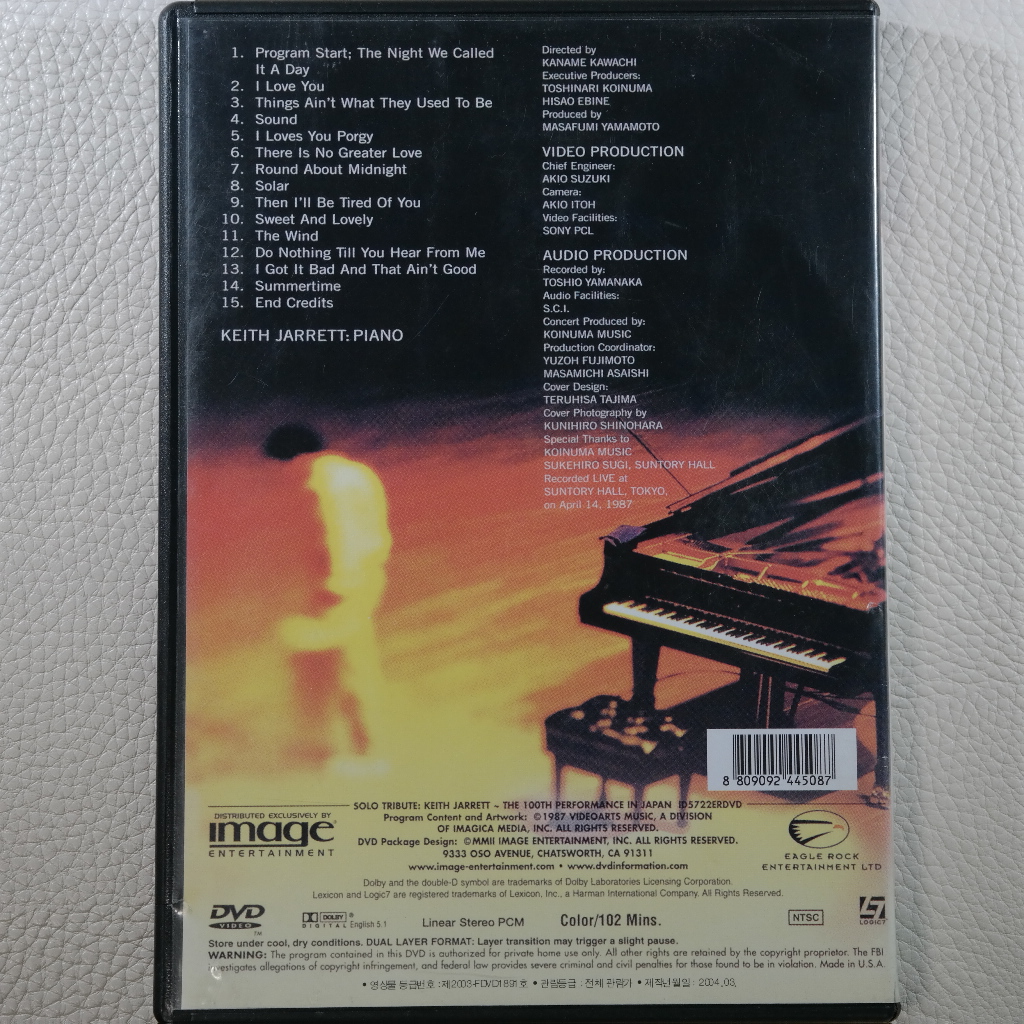 1. Program Start; The Night We Called
It A Day
2. I Love You
3. Things Ain't What They Used To Be
4. Sound
5. I Loves You Porgy
6. There Is No Greater Love
7. Round About Midnight
8. Solar
9. Then I'll Be Tired Of You
10. Sweet And Lovely
11. The Wind
12. Do Nothing Till You Hear From Me
13. I Got It Bad And That Ain't Good
14. Summertime
15. End Credits
KEITH JARRETT: PIANO
Directed by
KANAME KAWACHI
Executive Producers:
TOSHINARI KOINUMA
HISAO EBINE
Produced by
MASAFUMI YAMAMOTO
VIDEO PRODUCTION
Chief Engineer:
AKIO SUZUKI
Camera:
AKIO ITOH
Video Facilities:
SONY PCL
AUDIO PRODUCTION
Recorded by:
TOSHIO YAMANAKA
Audio Facilities:
S.C.I.
Concert Produced by:
KOINUMA MUSIC
Production Coordinator:
YUZOH FUJIMOTO
MASAMICHI ASAISHI
Cover Design:
TERUHISA TAJIMA
Cover Photography by
KUNIHIRO SHINOHARA
Special Thanks to
KOINUMA MUSIC
SUKEHIRO SUGI, SUNTORY HALL
Recorded LIVE at
SUNTORY HALL, TOKYO,
on April 14, 1987
8 809092 445087
SOLO TRIBUTE: KEITH JARRETT ~ THE 100TH PERFORMANCE IN JAPAN ID5722ERDVD
DISTRIBUTED EXCLUSIVELY BY
image
ENTERTAINMENT
Program Content and Artwork: ©1987 VIDEOARTS MUSIC, A DIVISION
OF IMAGICA MEDIA, INC. ALL RIGHTS RESERVED.
DVD Package Design: ©MMII IMAGE ENTERTAINMENT, INC. ALL RIGHTS RESERVED.
9333 OSO AVENUE, CHATSWORTH, CA 91311
www.image-entertainment.com • www.dvdinformation.com
EAGLE ROCK
ENTERTAINMENT LTD
Dolby and the double-D symbol are trademarks of Dolby Laboratories Licensing Corporation.
Lexicon and Logic7 are registered trademarks of Lexicon, Inc., a Harman International Company. All Rights Reserved.
DVD
VIDEO
TM
DOLBY
DIGITAL
®
English 5.1
Linear Stereo PCM
Color/102 Mins.
NTSC
L7
LOGIC7
Store under cool, dry conditions. DUAL LAYER FORMAT: Layer transition may trigger a slight pause.
WARNING: The program contained in this DVD is authorized for private home use only. All other rights are retained by the copyright proprietor. The FBI
investigates allegations of copyright infringement, and federal law provides severe criminal and civil penalties for those found to be in violation. Made in U.S.A.
• 영상물 등급번호 :제2003-FDVD1891호 • 관람등급 : 전체 관람가 • 제작년월일 : 2004.03.